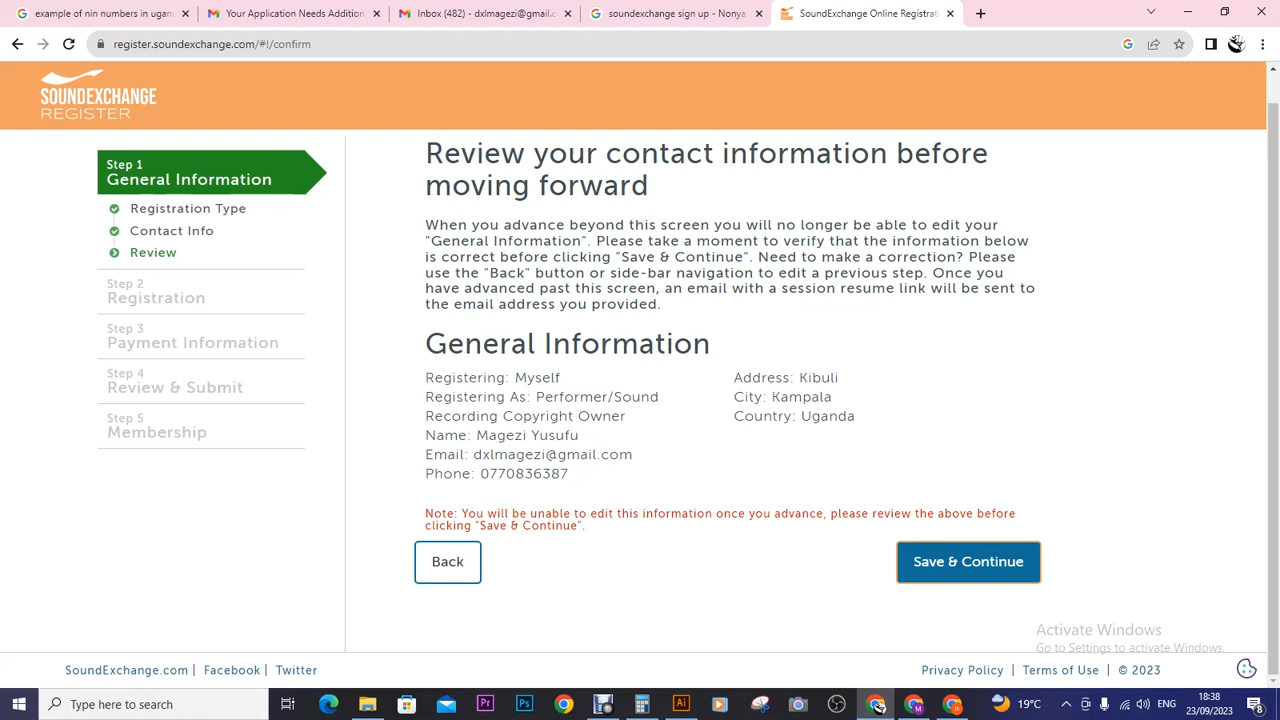 example of nin numbers in ugan
Your Application Needs Addition
Inbox (482) - dxlmagezi@gmail.c
soundexchange sign up - Nonya
SoundExchange Online Registrat
register.soundexchange.com/#!/confirm
SOUNDEXCHANGE
REGISTER
Step 1
General Information
Registration Type
Contact Info
Review
Step 2
Registration
Step 3
Payment Information
Step 4
Review & Submit
Step 5
Membership
Review your contact information before
moving forward
When you advance beyond this screen you will no longer be able to edit your
"General Information". Please take a moment to verify that the information below
is correct before clicking "Save & Continue". Need to make a correction? Please
use the "Back" button or side-bar navigation to edit a previous step. Once you
have advanced past this screen, an email with a session resume link will be sent to
the email address you provided.
General Information
Registering: Myself
Registering As: Performer/Sound
Recording Copyright Owner
Name: Magezi Yusufu
Email: dxlmagezi@gmail.com
Phone: 0770836387
Address: Kibuli
City: Kampala
Country: Uganda
Note: You will be unable to edit this information once you advance, please review the above before
clicking "Save & Continue".
Back
Save & Continue
Activate Windows
Go to Settings to activate Windows.
SoundExchange.com | Facebook | Twitter
Privacy Policy | Terms of Use | © 2023
Type here to search
Pr
Ps
Ai
M
n
19°C
ENG
18:38
23/09/2023
8